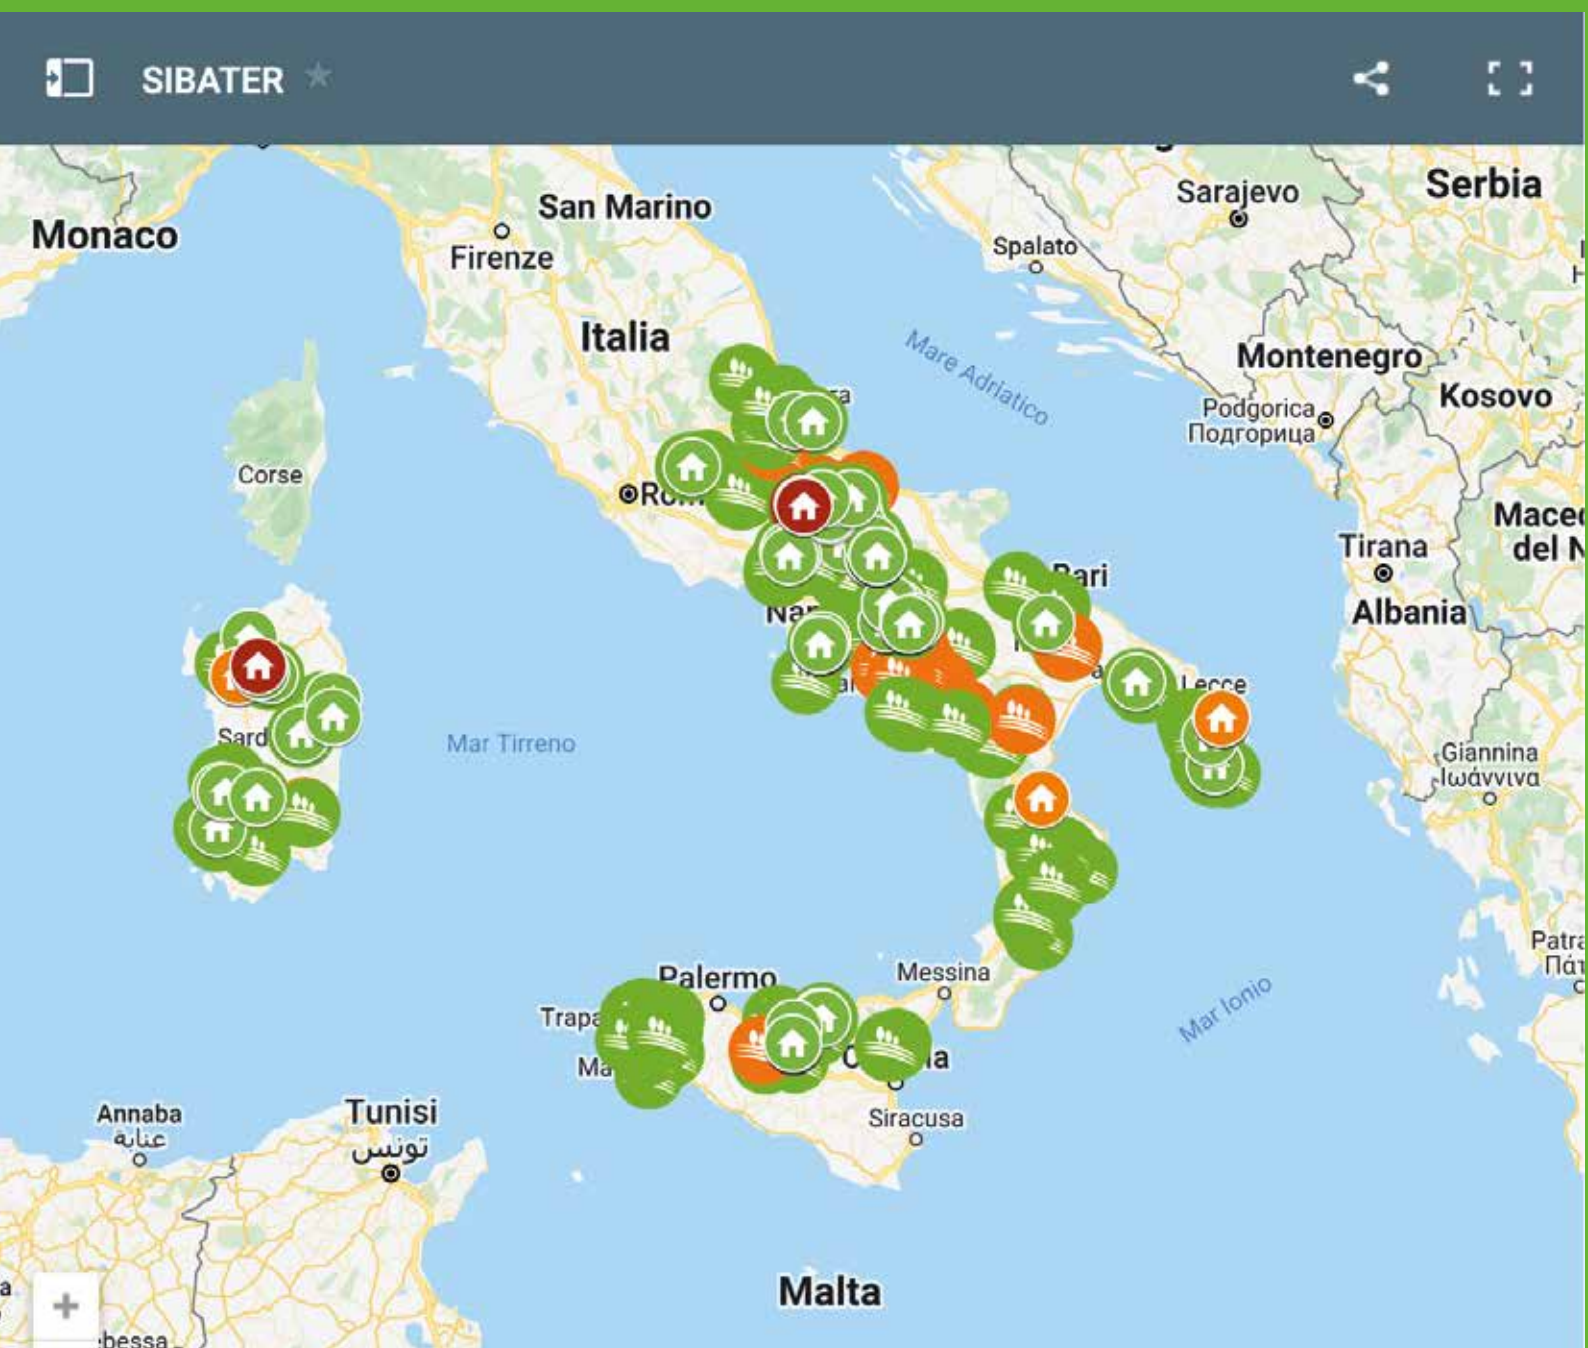 SIBATER
Serbia
Sarajevo
San Marino
Monaco
Spalato
Firenze
Italia
Mare Adriatico
Montenegro
Kosovo
Podgorica
Подгорица
Corse
Tirana
Albania
Lecce
Mar Tirreno
Giannina
Ιωάννινα
Palermo
Messina
Mar Ionio
Siracusa
Annaba
عنابة
Tunisi
تونس
Malta